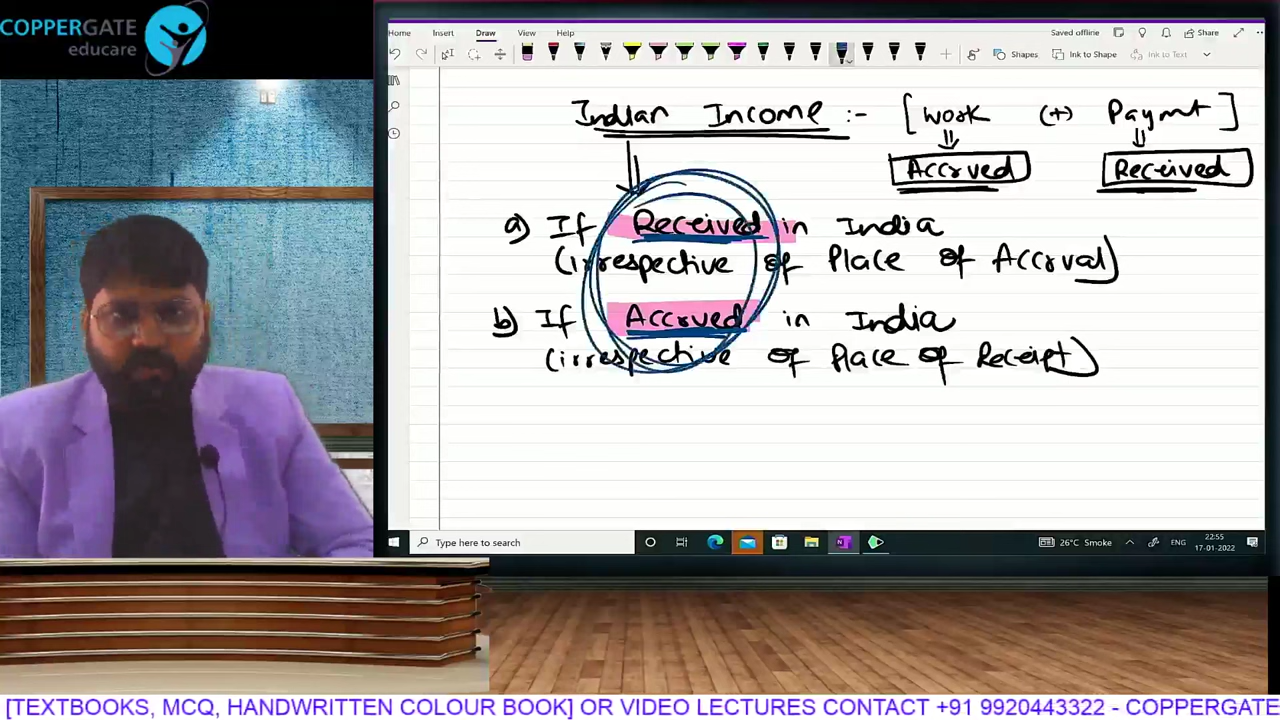 COPPERGATE
educare
Home Insert Draw View Help
Saved offline
Share
Shapes
Ink to Shape
Ink to Text
Indian Income :- [Work (+) Paymt]
Accrued Received
a) If Received in India
(irrespective of Place of Accrual)
b) If Accrued in India
(irrespective of Place of Receipt)
Type here to search
26°C Smoke
ENG
22:55
17-01-2022
[TEXTBOOKS, MCQ, HANDWRITTEN COLOUR BOOK] OR VIDEO LECTURES CONTACT +91 9920443322 - COPPERGATE